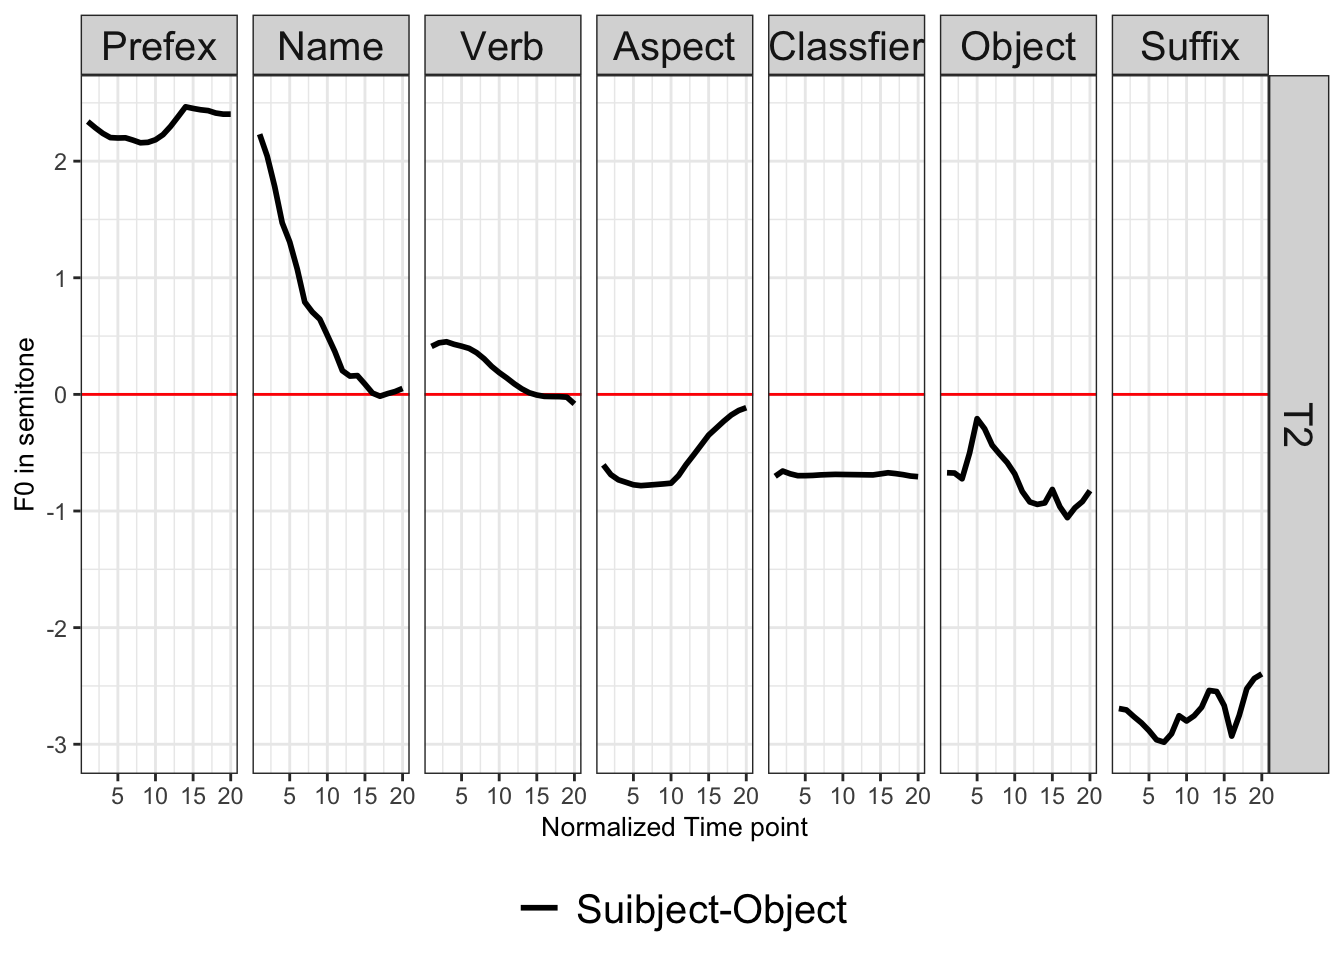 Prefex Name Verb Aspect Classfier Object Suffix
T2
F0 in semitone
2
1
0
-1
-2
-3
5 10 15 20 5 10 15 20 5 10 15 20 5 10 15 20 5 10 15 20 5 10 15 20 5 10 15 20
Normalized Time point
Suibject-Object